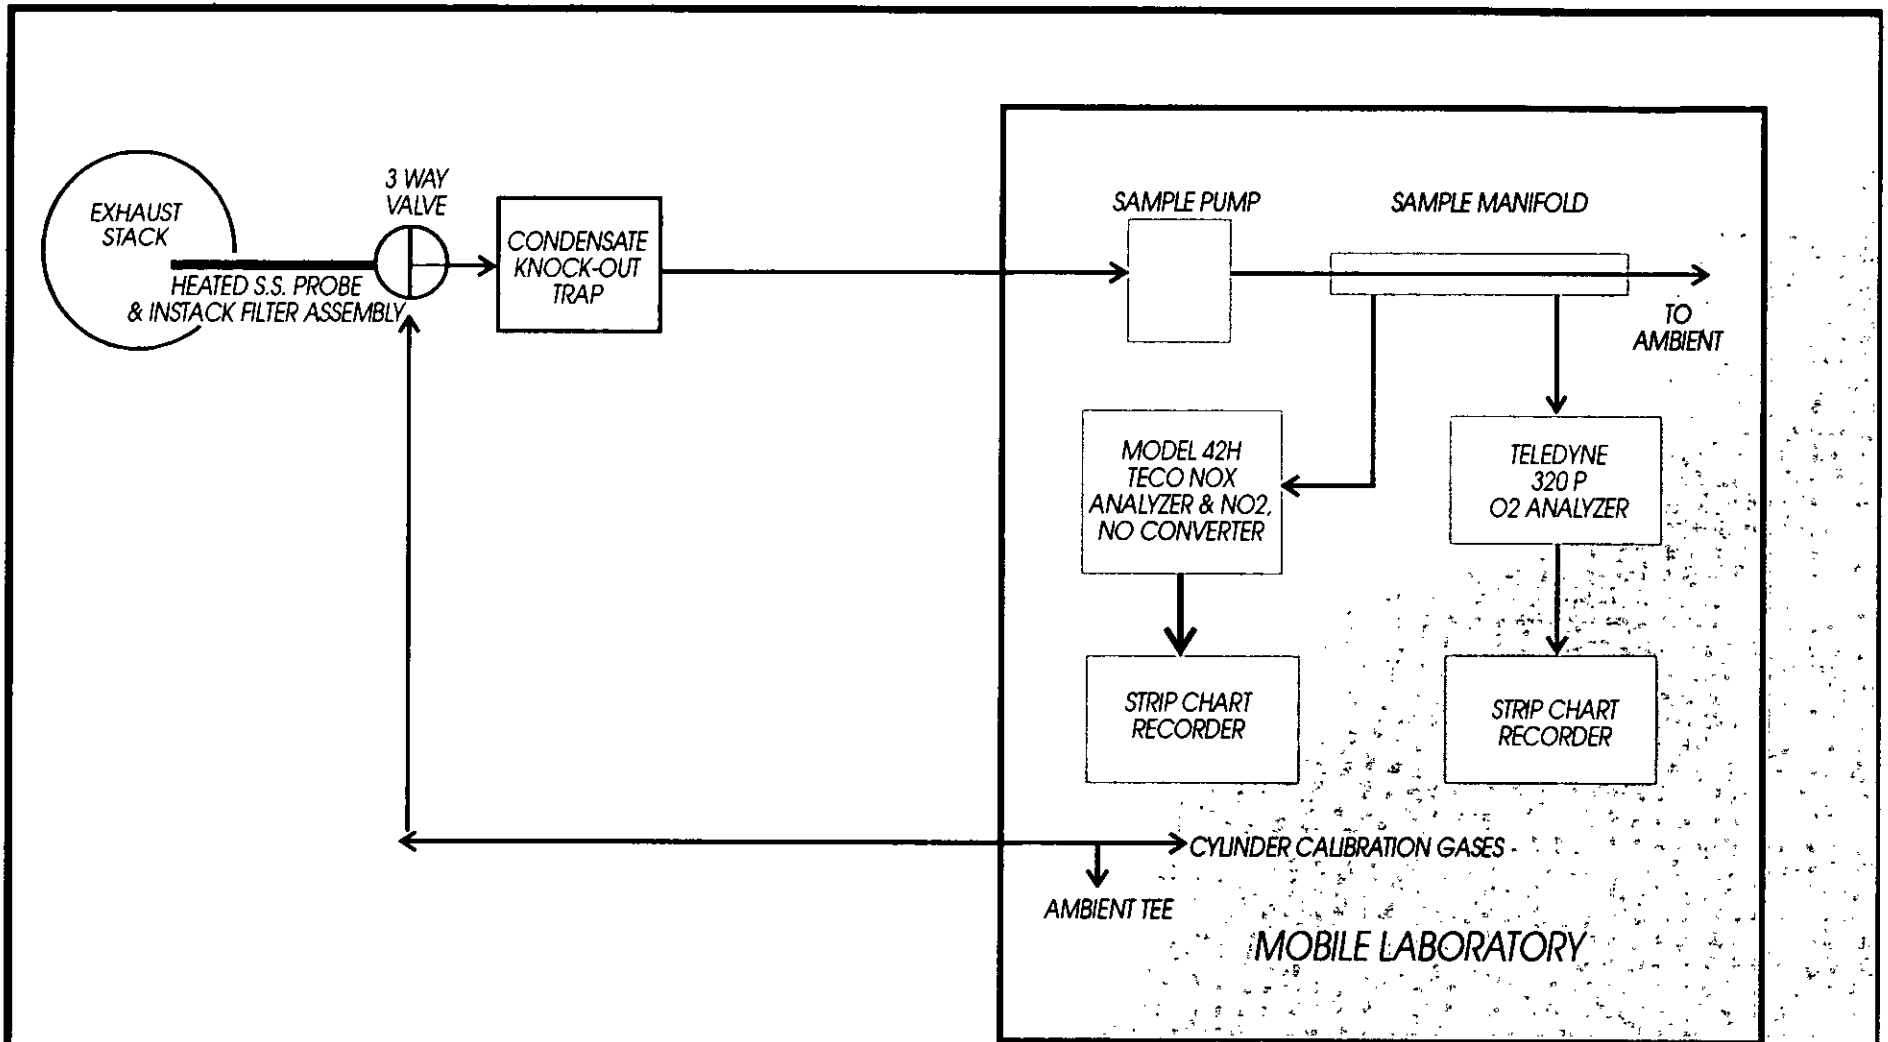 EXHAUST
STACK
3 WAY
VALVE
HEATED S.S. PROBE
& INSTACK FILTER ASSEMBLY
CONDENSATE
KNOCK-OUT
TRAP
SAMPLE PUMP
SAMPLE MANIFOLD
TO
AMBIENT
MODEL 42H
TECO NOX
ANALYZER & NO2,
NO CONVERTER
TELEDYNE
320 P
O2 ANALYZER
STRIP CHART
RECORDER
STRIP CHART
RECORDER
CYLINDER CALIBRATION GASES
AMBIENT TEE
MOBILE LABORATORY